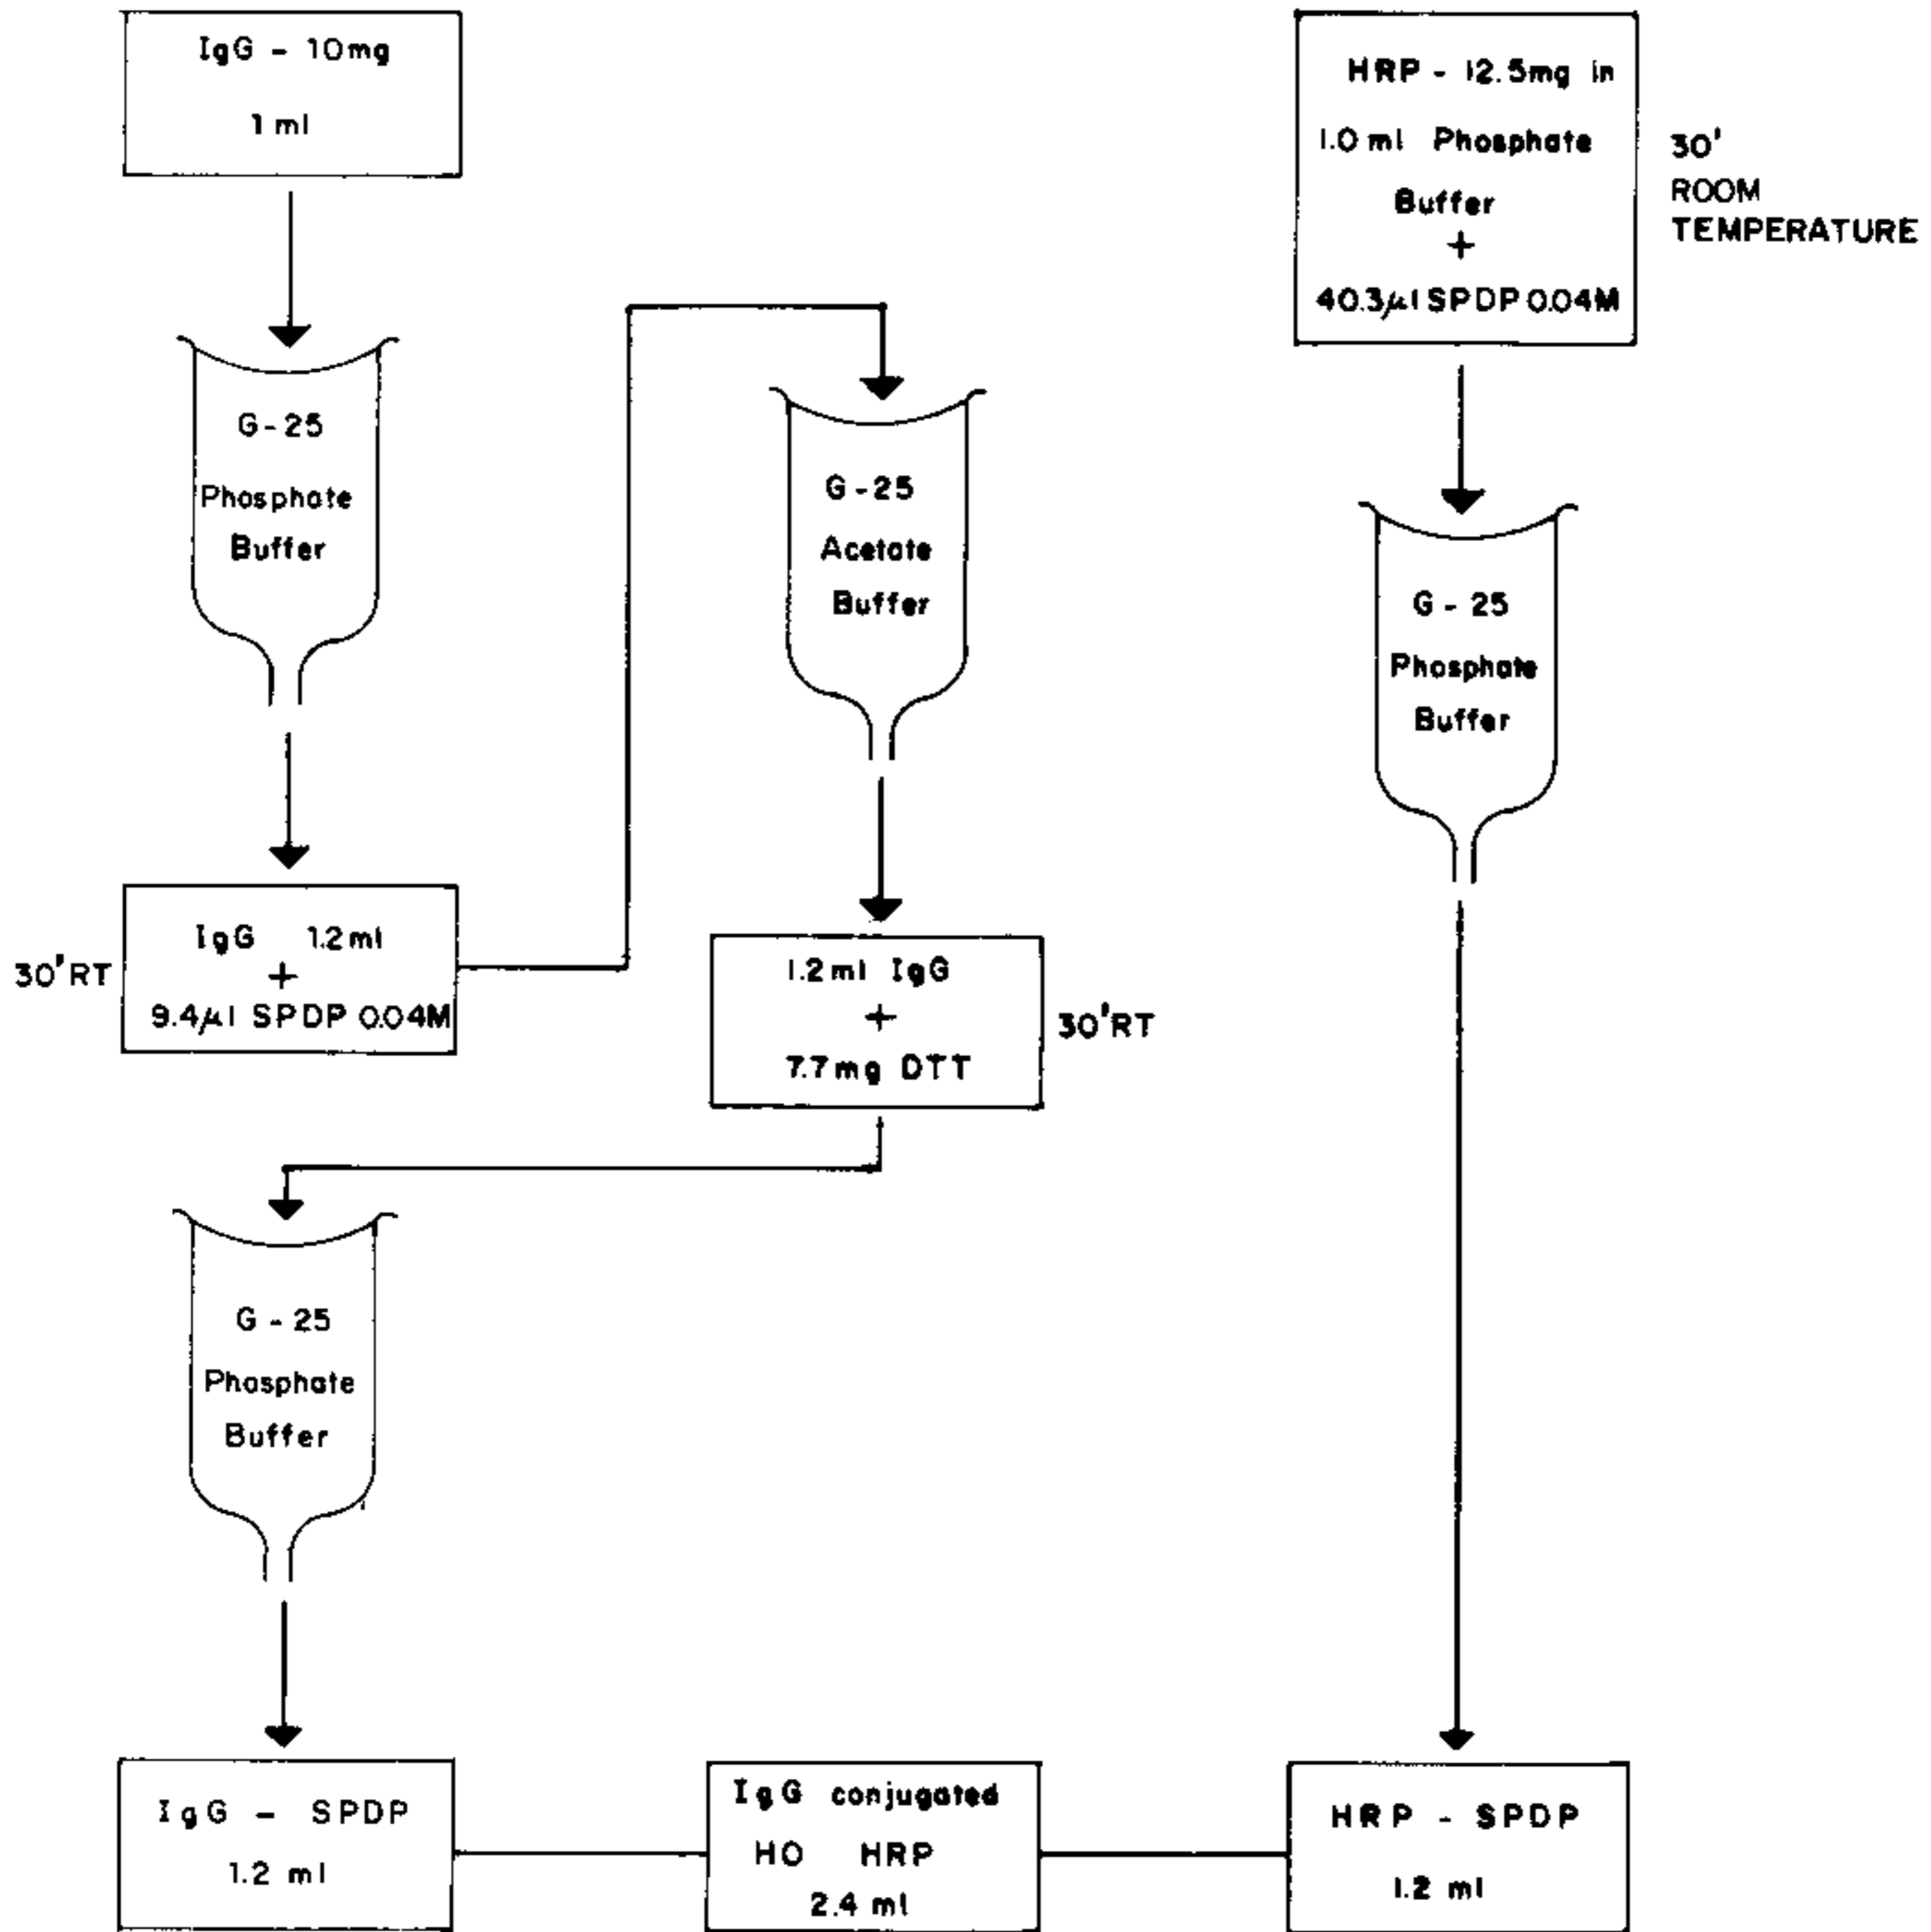 IgG - 10mg
1 ml
G-25
Phosphate
Buffer
30' RT
IgG 1.2ml
+
9.4µl SPDP 0.04M
G-25
Acetate
Buffer
1.2ml IgG
+
7.7mg DTT
30' RT
G-25
Phosphate
Buffer
IgG - SPDP
1.2 ml
IgG conjugated
HO HRP
2.4 ml
HRP - 12.5mg in
1.0 ml Phosphate
Buffer
+
40.3µl SPDP 0.04M
30'
ROOM
TEMPERATURE
G-25
Phosphate
Buffer
HRP - SPDP
1.2 ml